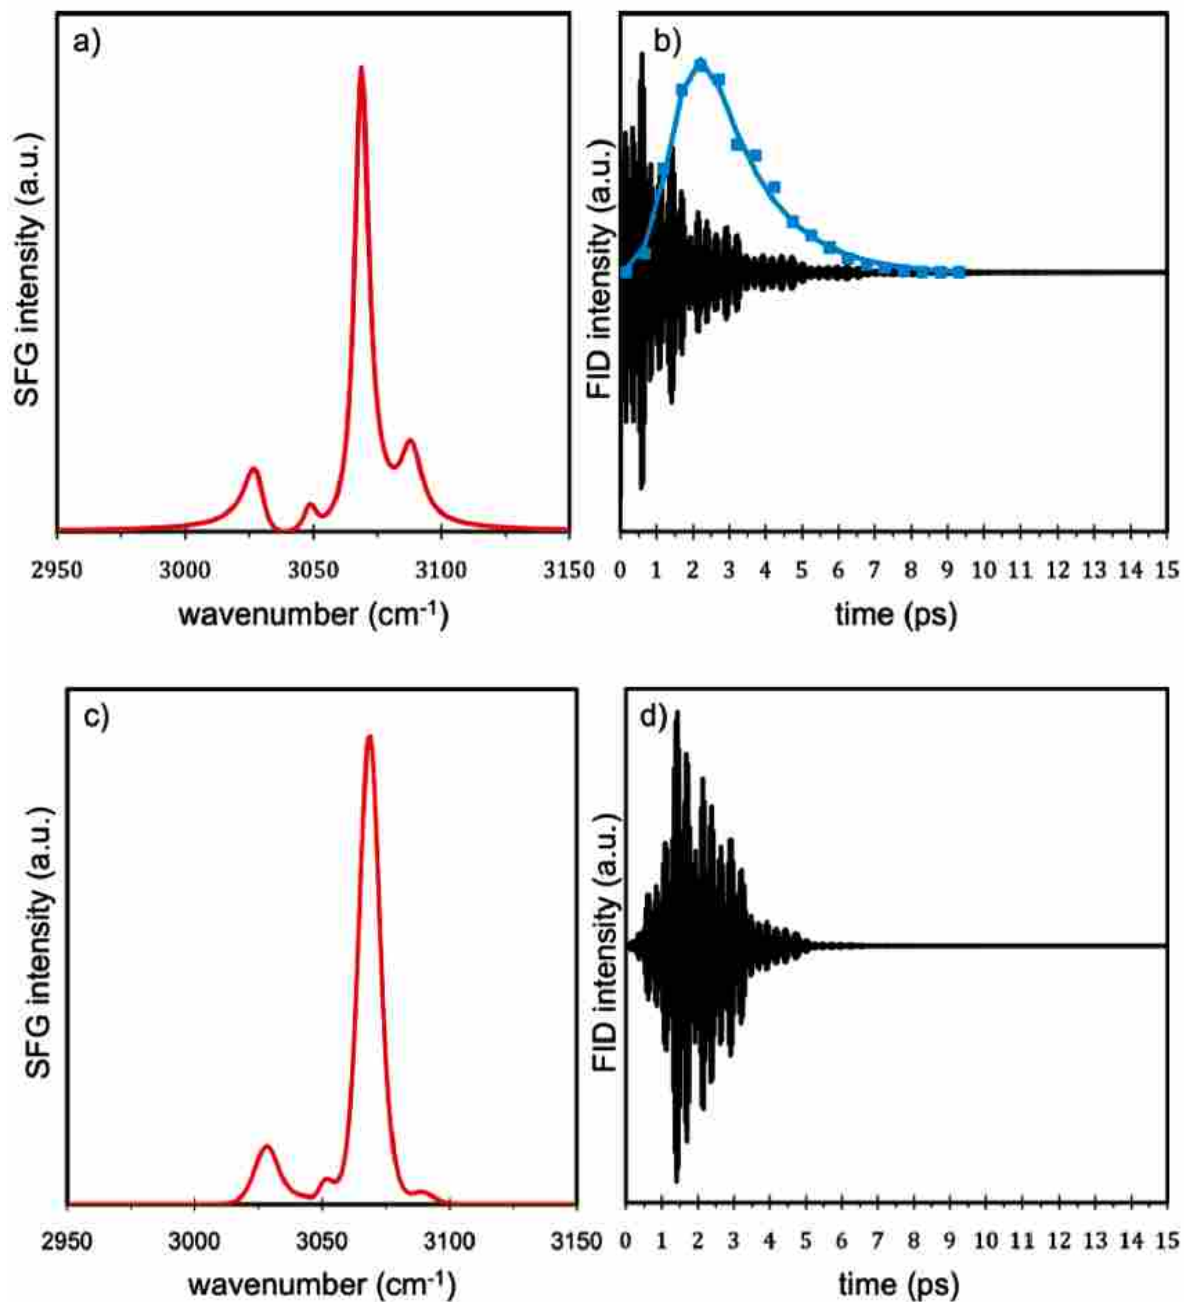 a)
SFG intensity (a.u.)
2950 3000 3050 3100 3150
wavenumber (cm-1)
b)
FID intensity (a.u.)
0 1 2 3 4 5 6 7 8 9 10 11 12 13 14 15
time (ps)
c)
SFG intensity (a.u.)
2950 3000 3050 3100 3150
wavenumber (cm-1)
d)
FID intensity (a.u.)
0 1 2 3 4 5 6 7 8 9 10 11 12 13 14 15
time (ps)